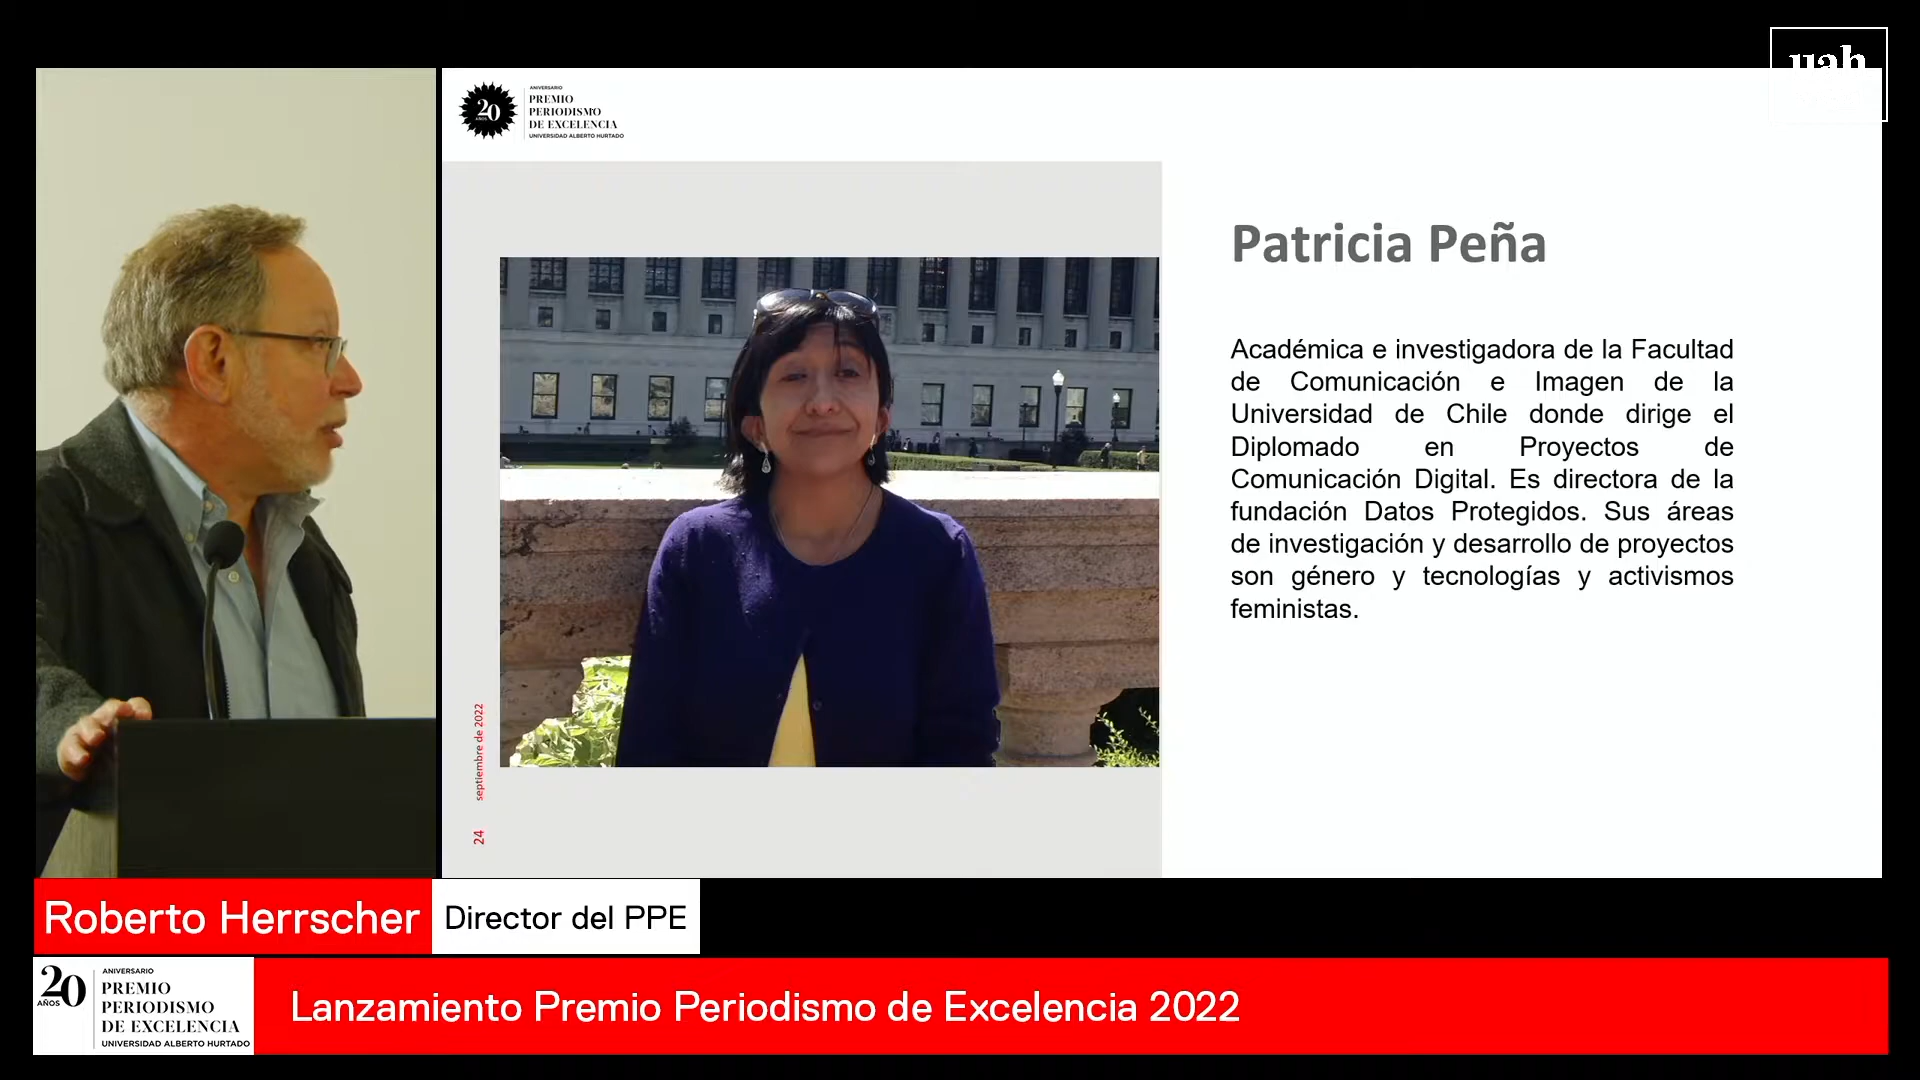 uah
20
AÑOS
ANIVERSARIO
PREMIO
PERIODISMO
DE EXCELENCIA
UNIVERSIDAD ALBERTO HURTADO
Patricia Peña
Académica e investigadora de la Facultad
de Comunicación e Imagen de la
Universidad de Chile donde dirige el
Diplomado en Proyectos de
Comunicación Digital. Es directora de la
fundación Datos Protegidos. Sus áreas
de investigación y desarrollo de proyectos
son género y tecnologías y activismos
feministas.
septiembre de 2022
24
Roberto Herrscher
Director del PPE
20
AÑOS
ANIVERSARIO
PREMIO
PERIODISMO
DE EXCELENCIA
UNIVERSIDAD ALBERTO HURTADO
Lanzamiento Premio Periodismo de Excelencia 2022